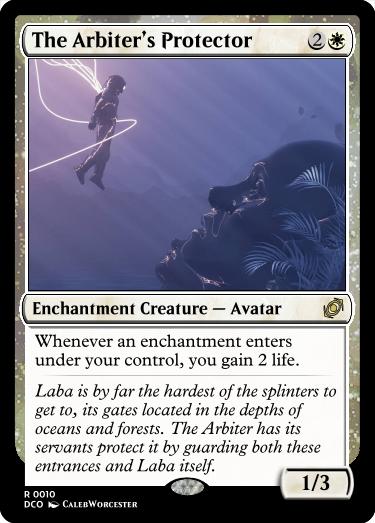 The Arbiter's Protector 2
Enchantment Creature — Avatar
Whenever an enchantment enters
under your control, you gain 2 life.
Laba is by far the hardest of the splinters to
get to, its gates located in the depths of
oceans and forests. The Arbiter has its
servants protect it by guarding both these
entrances and Laba itself.
1/3
R 0010
DCO CalebWorcester